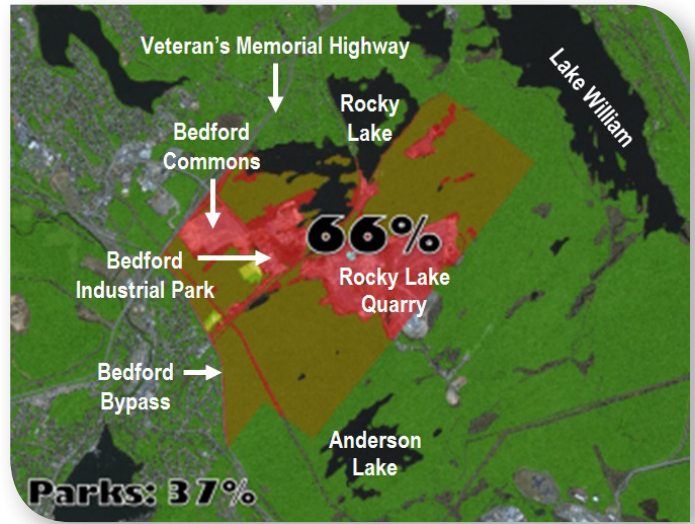 Veteran's Memorial Highway
Lake William
Rocky
Lake
Bedford
Commons
66%
Bedford
Industrial Park
Rocky Lake
Quarry
Bedford
Bypass
Anderson
Lake
Parks: 37%